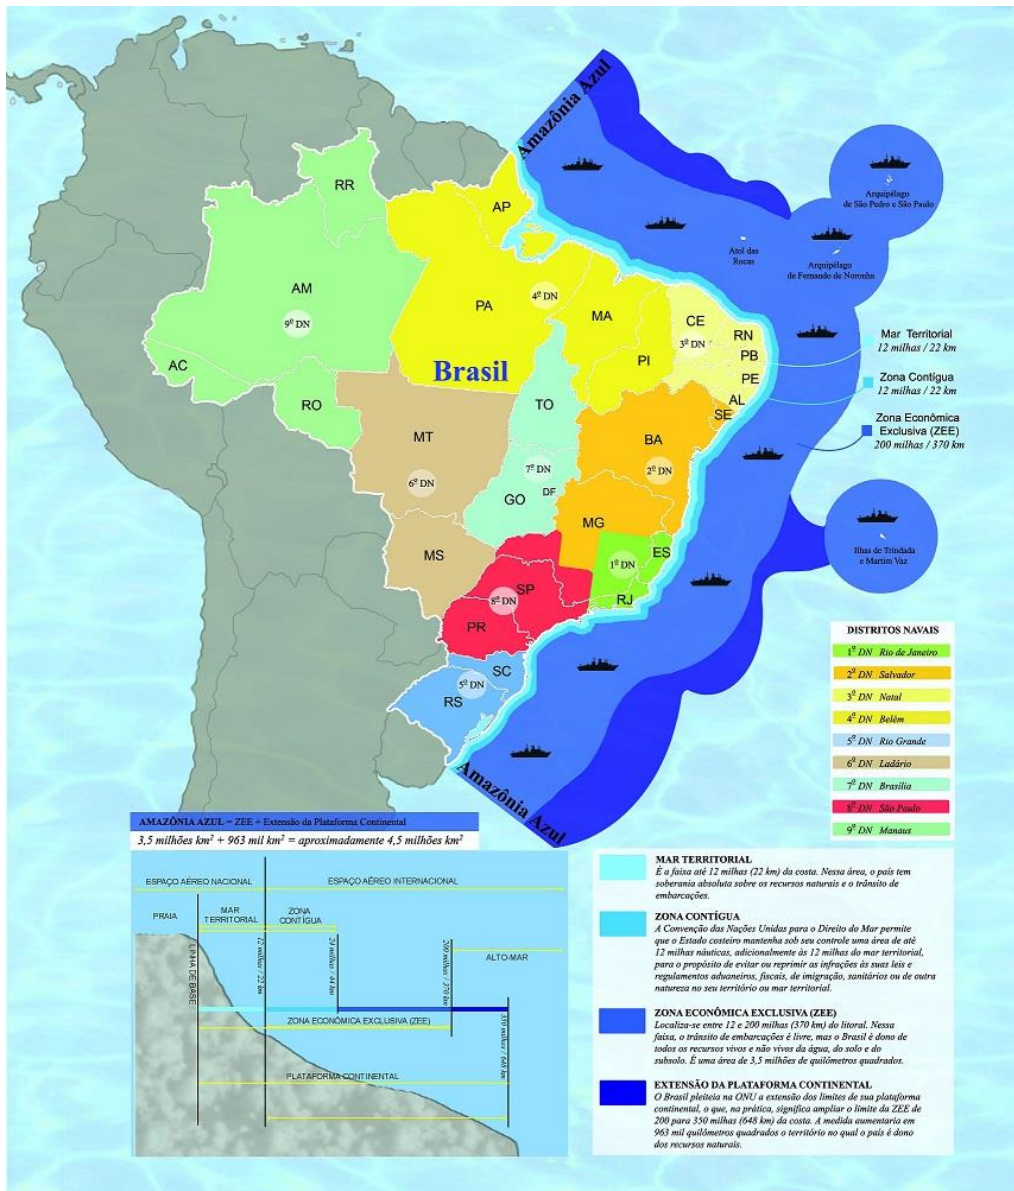 Amazônia Azul
Arquipélago
de São Pedro e São Paulo
Atol das
Rocas
Arquipélago
de Fernando de Noronha
RR
AP
AM
9º DN
PA
4º DN
MA
CE
3º DN
RN
PB
PE
AL
SE
PI
AC
RO
Brasil
TO
MT
6º DN
BA
2º DN
7º DN
DF
GO
MG
MS
ES
1º DN
RJ
SP
8º DN
PR
SC
5º DN
RS
Mar Territorial
12 milhas / 22 km
Zona Contígua
12 milhas / 22 km
Zona Econômica
Exclusiva (ZEE)
200 milhas / 370 km
Ilhas de Trindada
e Martim Vaz
Amazônia Azul
DISTRITOS NAVAIS
1º DN Rio de Janeiro
2º DN Salvador
3º DN Natal
4º DN Belém
5º DN Rio Grande
6º DN Ladário
7º DN Brasília
8º DN São Paulo
9º DN Manaus
AMAZÔNIA AZUL = ZEE + Extensão da Plataforma Continental
3,5 milhões km² + 963 mil km² = aproximadamente 4,5 milhões km²
ESPAÇO AÉREO NACIONAL
ESPAÇO AÉREO INTERNACIONAL
PRAIA
MAR
TERRITORIAL
ZONA
CONTÍGUA
ALTO-MAR
LINHA DE BASE
12 milhas / 22 km
24 milhas / 44 km
200 milhas / 370 km
350 milhas / 648 km
ZONA ECONÔMICA EXCLUSIVA (ZEE)
PLATAFORMA CONTINENTAL
MAR TERRITORIAL
É a faixa até 12 milhas (22 km) da costa. Nessa área, o país tem
soberania absoluta sobre os recursos naturais e o trânsito de
embarcações.
ZONA CONTÍGUA
A Convenção das Nações Unidas para o Direito do Mar permite
que o Estado costeiro mantenha sob seu controle uma área de até
12 milhas náuticas, adicionalmente às 12 milhas do mar territorial,
para o propósito de evitar ou reprimir as infrações às suas leis e
regulamentos aduaneiros, fiscais, de imigração, sanitários ou de outra
natureza no seu território ou mar territorial.
ZONA ECONÔMICA EXCLUSIVA (ZEE)
Localiza-se entre 12 e 200 milhas (370 km) do litoral. Nessa
faixa, o trânsito de embarcações é livre, mas o Brasil é dono de
todos os recursos vivos e não vivos da água, do solo e do
subsolo. É uma área de 3,5 milhões de quilômetros quadrados.
EXTENSÃO DA PLATAFORMA CONTINENTAL
O Brasil pleiteia na ONU a extensão dos limites de sua plataforma
continental, o que, na prática, significa ampliar o limite da ZEE de
200 para 350 milhas (648 km) da costa. A medida aumentaria em
963 mil quilômetros quadrados o território no qual o país é dono
dos recursos naturais.